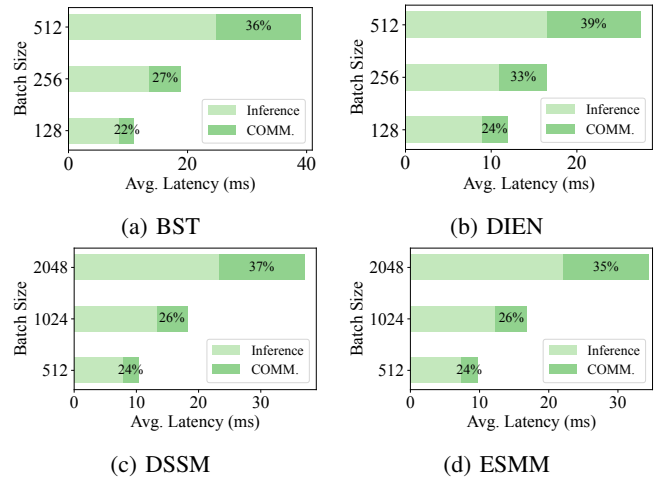 Batch Size
512
256
128
36%
27%
22%
Inference
COMM.
0
20
40
Avg. Latency (ms)
(a) BST
Batch Size
512
256
128
39%
33%
24%
Inference
COMM.
0
10
20
Avg. Latency (ms)
(b) DIEN
Batch Size
2048
1024
512
37%
26%
24%
Inference
COMM.
0
10
20
30
Avg. Latency (ms)
(c) DSSM
Batch Size
2048
1024
512
35%
26%
24%
Inference
COMM.
0
10
20
30
Avg. Latency (ms)
(d) ESMM